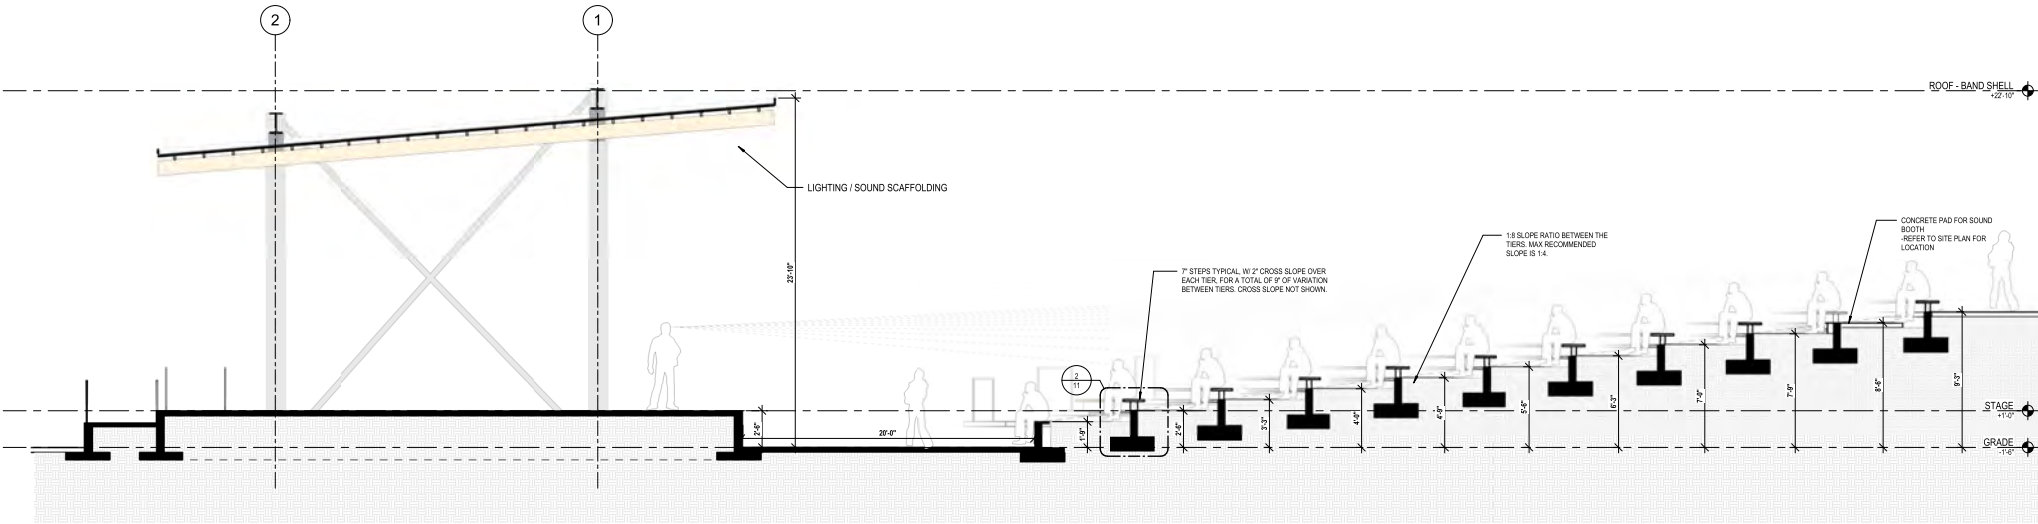 2
1
ROOF - BAND SHELL
+22'-10"
LIGHTING / SOUND SCAFFOLDING
23'-10"
7" STEPS TYPICAL, W/ 2" CROSS SLOPE OVER
EACH TIER, FOR A TOTAL OF 9" OF VARIATION
BETWEEN TIERS. CROSS SLOPE NOT SHOWN.
1:8 SLOPE RATIO BETWEEN THE
TIERS. MAX RECOMMENDED
SLOPE IS 1:4.
CONCRETE PAD FOR SOUND
BOOTH
-REFER TO SITE PLAN FOR
LOCATION
2
11
2'-6"
20'-0"
1'-9"
2'-6"
3'-3"
4'-0"
4'-9"
5'-6"
6'-3"
7'-0"
7'-9"
8'-6"
9'-3"
STAGE
+1'-0"
GRADE
-1'-6"